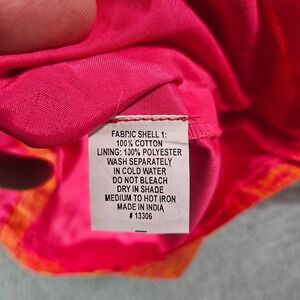 FABRIC SHELL 1:
100% COTTON
LINING: 100% POLYESTER
WASH SEPARATELY
IN COLD WATER
DO NOT BLEACH
DRY IN SHADE
MEDIUM TO HOT IRON
MADE IN INDIA
# 13306